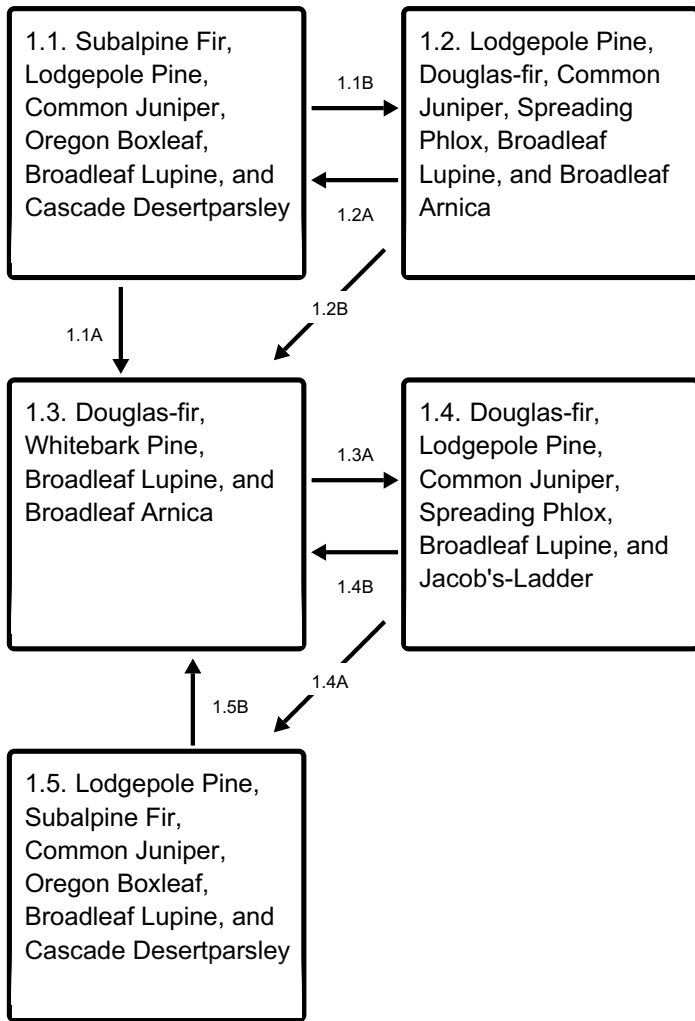 1.1. Subalpine Fir,
Lodgepole Pine,
Common Juniper,
Oregon Boxleaf,
Broadleaf Lupine, and
Cascade Desertparsley
1.1B
1.2A
1.2. Lodgepole Pine,
Douglas-fir, Common
Juniper, Spreading
Phlox, Broadleaf
Lupine, and Broadleaf
Arnica
1.1A
1.2B
1.3. Douglas-fir,
Whitebark Pine,
Broadleaf Lupine, and
Broadleaf Arnica
1.3A
1.4B
1.4. Douglas-fir,
Lodgepole Pine,
Common Juniper,
Spreading Phlox,
Broadleaf Lupine, and
Jacob's-Ladder
1.5B
1.4A
1.5. Lodgepole Pine,
Subalpine Fir,
Common Juniper,
Oregon Boxleaf,
Broadleaf Lupine, and
Cascade Desertparsley